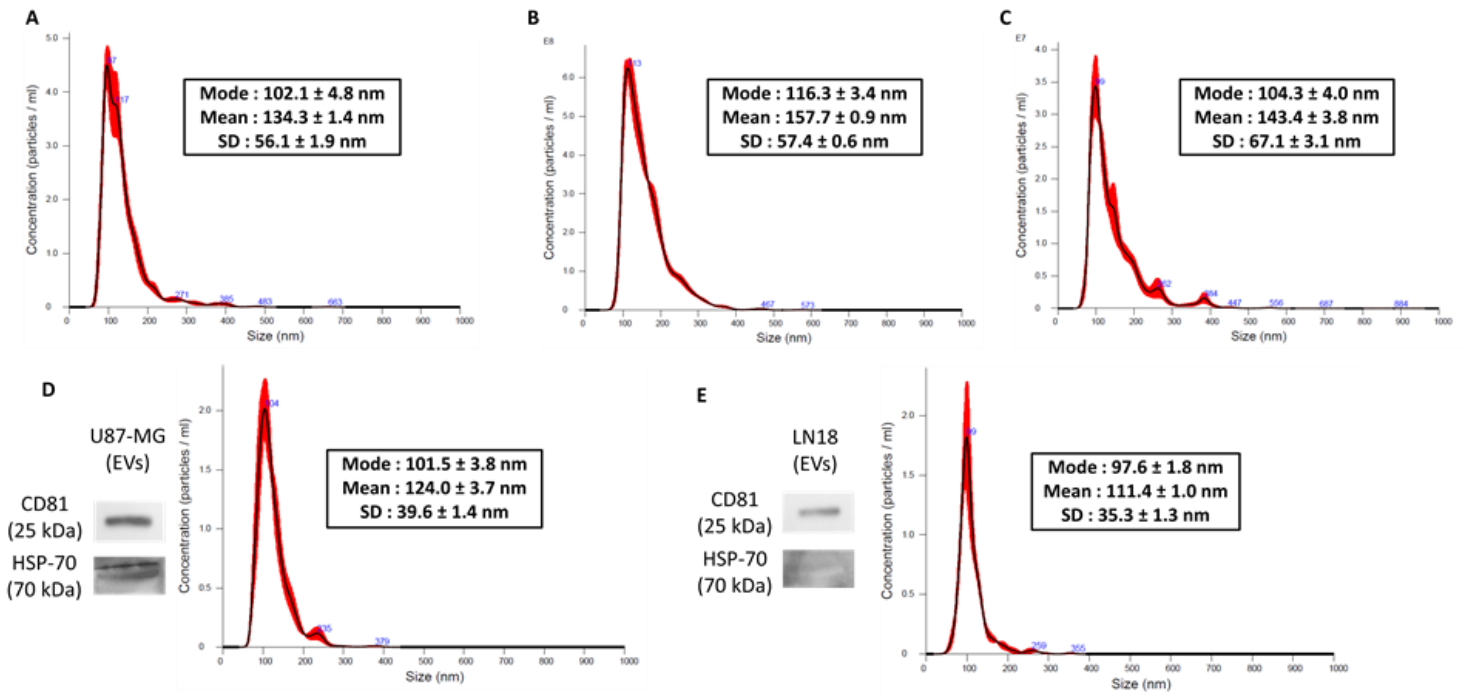 A
Concentration (particles / ml)
5.0
4.0
3.0
2.0
1.0
0
117
271
385
483
663
Mode : 102.1 ± 4.8 nm
Mean : 134.3 ± 1.4 nm
SD : 56.1 ± 1.9 nm
0 100 200 300 400 500 600 700 800 900 1000
Size (nm)
B
E8
Concentration (particles / ml)
6.0
5.0
4.0
3.0
2.0
1.0
0
113
467
573
Mode : 116.3 ± 3.4 nm
Mean : 157.7 ± 0.9 nm
SD : 57.4 ± 0.6 nm
0 100 200 300 400 500 600 700 800 900 1000
Size (nm)
C
E7
Concentration (particles / ml)
4.0
3.5
3.0
2.5
2.0
1.5
1.0
0.5
0
99
262
384
447
556
687
884
Mode : 104.3 ± 4.0 nm
Mean : 143.4 ± 3.8 nm
SD : 67.1 ± 3.1 nm
0 100 200 300 400 500 600 700 800 900 1000
Size (nm)
D
U87-MG
(EVs)
CD81
(25 kDa)
HSP-70
(70 kDa)
Concentration (particles / ml)
2.0
1.5
1.0
0.5
0
104
235
379
Mode : 101.5 ± 3.8 nm
Mean : 124.0 ± 3.7 nm
SD : 39.6 ± 1.4 nm
0 100 200 300 400 500 600 700 800 900 1000
Size (nm)
E
LN18
(EVs)
CD81
(25 kDa)
HSP-70
(70 kDa)
Concentration (particles / ml)
2.0
1.5
1.0
0.5
0
99
259
355
Mode : 97.6 ± 1.8 nm
Mean : 111.4 ± 1.0 nm
SD : 35.3 ± 1.3 nm
0 100 200 300 400 500 600 700 800 900 1000
Size (nm)